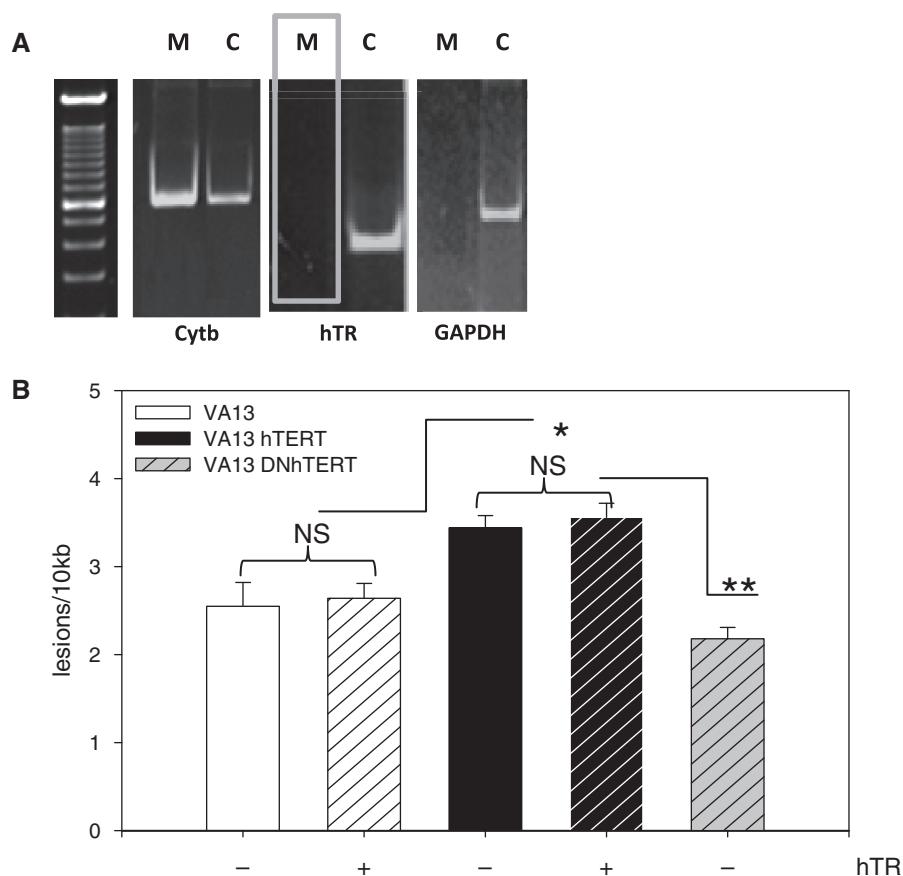 A
M C M C M C
Cytb hTR GAPDH
B
5
4
3
2
1
0
lesions/10kb
VA13
VA13 hTERT
VA13 DNhTERT
*
NS
NS
**
– + – + – hTR